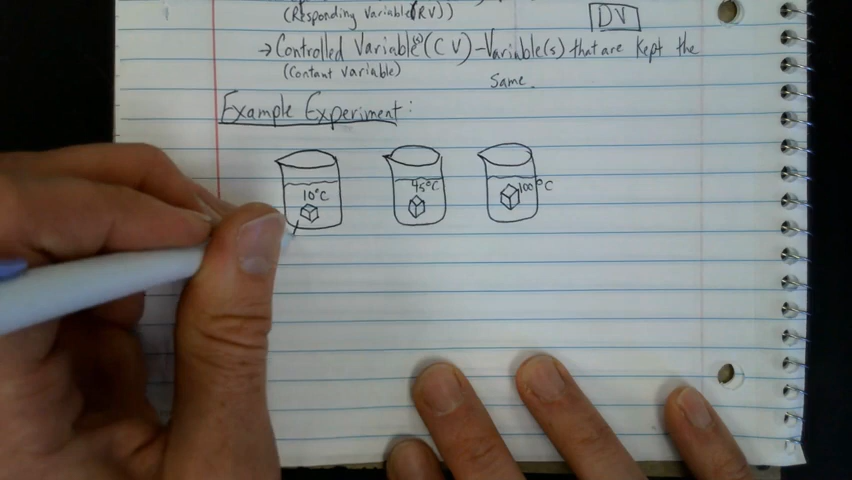 (Responding Variable(RV))
DV
→ Controlled Variable(s) (CV) - Variable(s) that are kept the
(Contant Variable)
same.
Example Experiment:
10°C
45°C
100°C